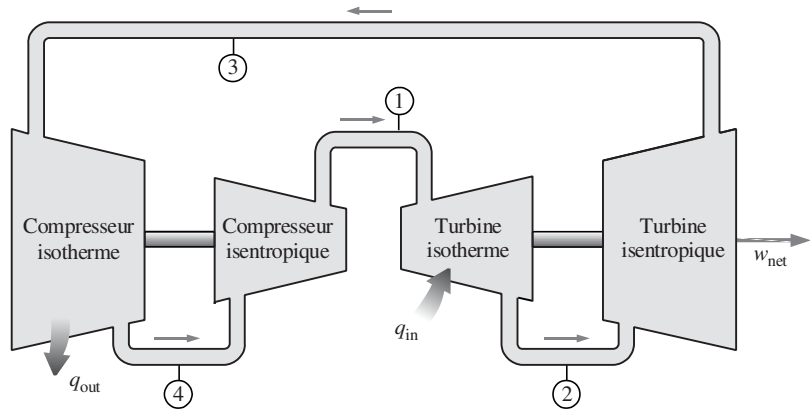 3
1
Compresseur
isotherme
Compresseur
isentropique
Turbine
isotherme
Turbine
isentropique
w_net
q_in
q_out
4
2